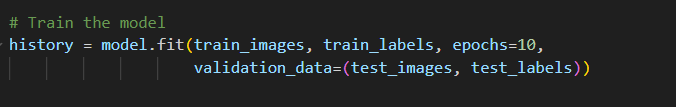 # Train the model
history = model.fit(train_images, train_labels, epochs=10,
validation_data=(test_images, test_labels))